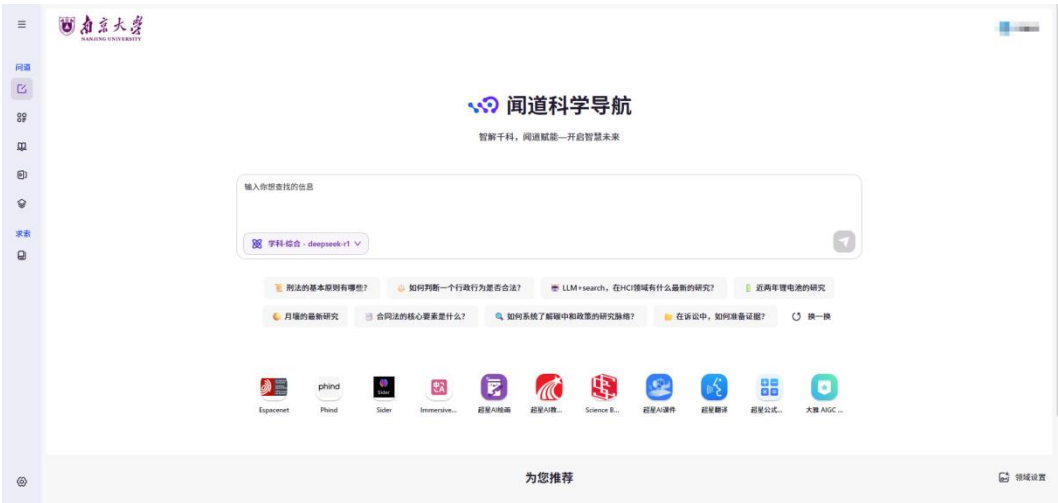 南京大学
NANJING UNIVERSITY
问道
求索
闻道科学导航
智解千科，闻道赋能—开启智慧未来
输入你想查找的信息
学科·综合 - deepseek-r1
刑法的基本原则有哪些？
如何判断一个行政行为是否合法？
LLM+search，在HCI领域有什么最新的研究？
近两年锂电池的研究
月壤的最新研究
合同法的核心要素是什么？
如何系统了解碳中和政策的研究脉络？
在诉讼中，如何准备证据？
换一换
phind
Sider
Espacenet
Phind
Sider
Immersive...
超星AI绘画
超星AI教...
Science B...
超星AI课件
超星翻译
超星公式...
大雅 AIGC ...
为您推荐
领域设置